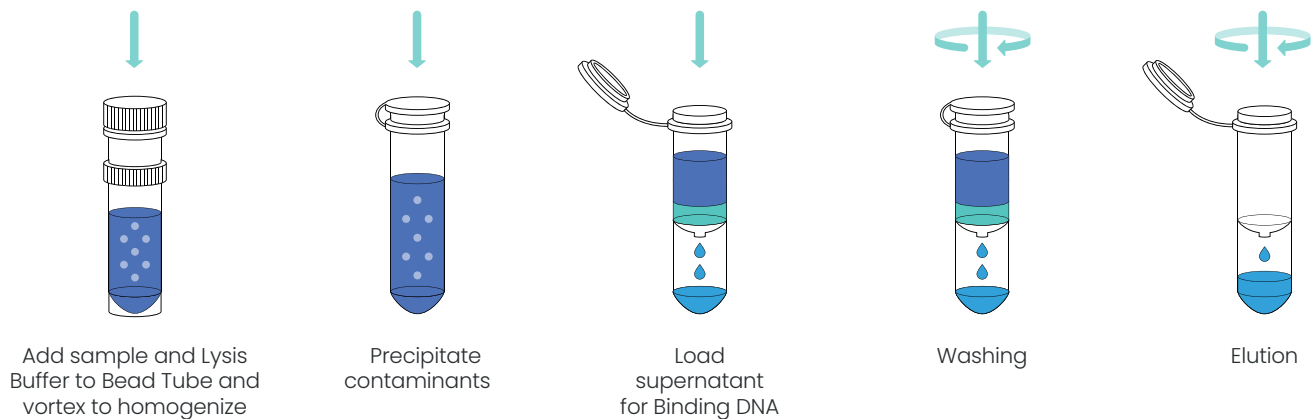 Add sample and Lysis
Buffer to Bead Tube and
vortex to homogenize
Precipitate
contaminants
Load
supernatant
for Binding DNA
Washing
Elution